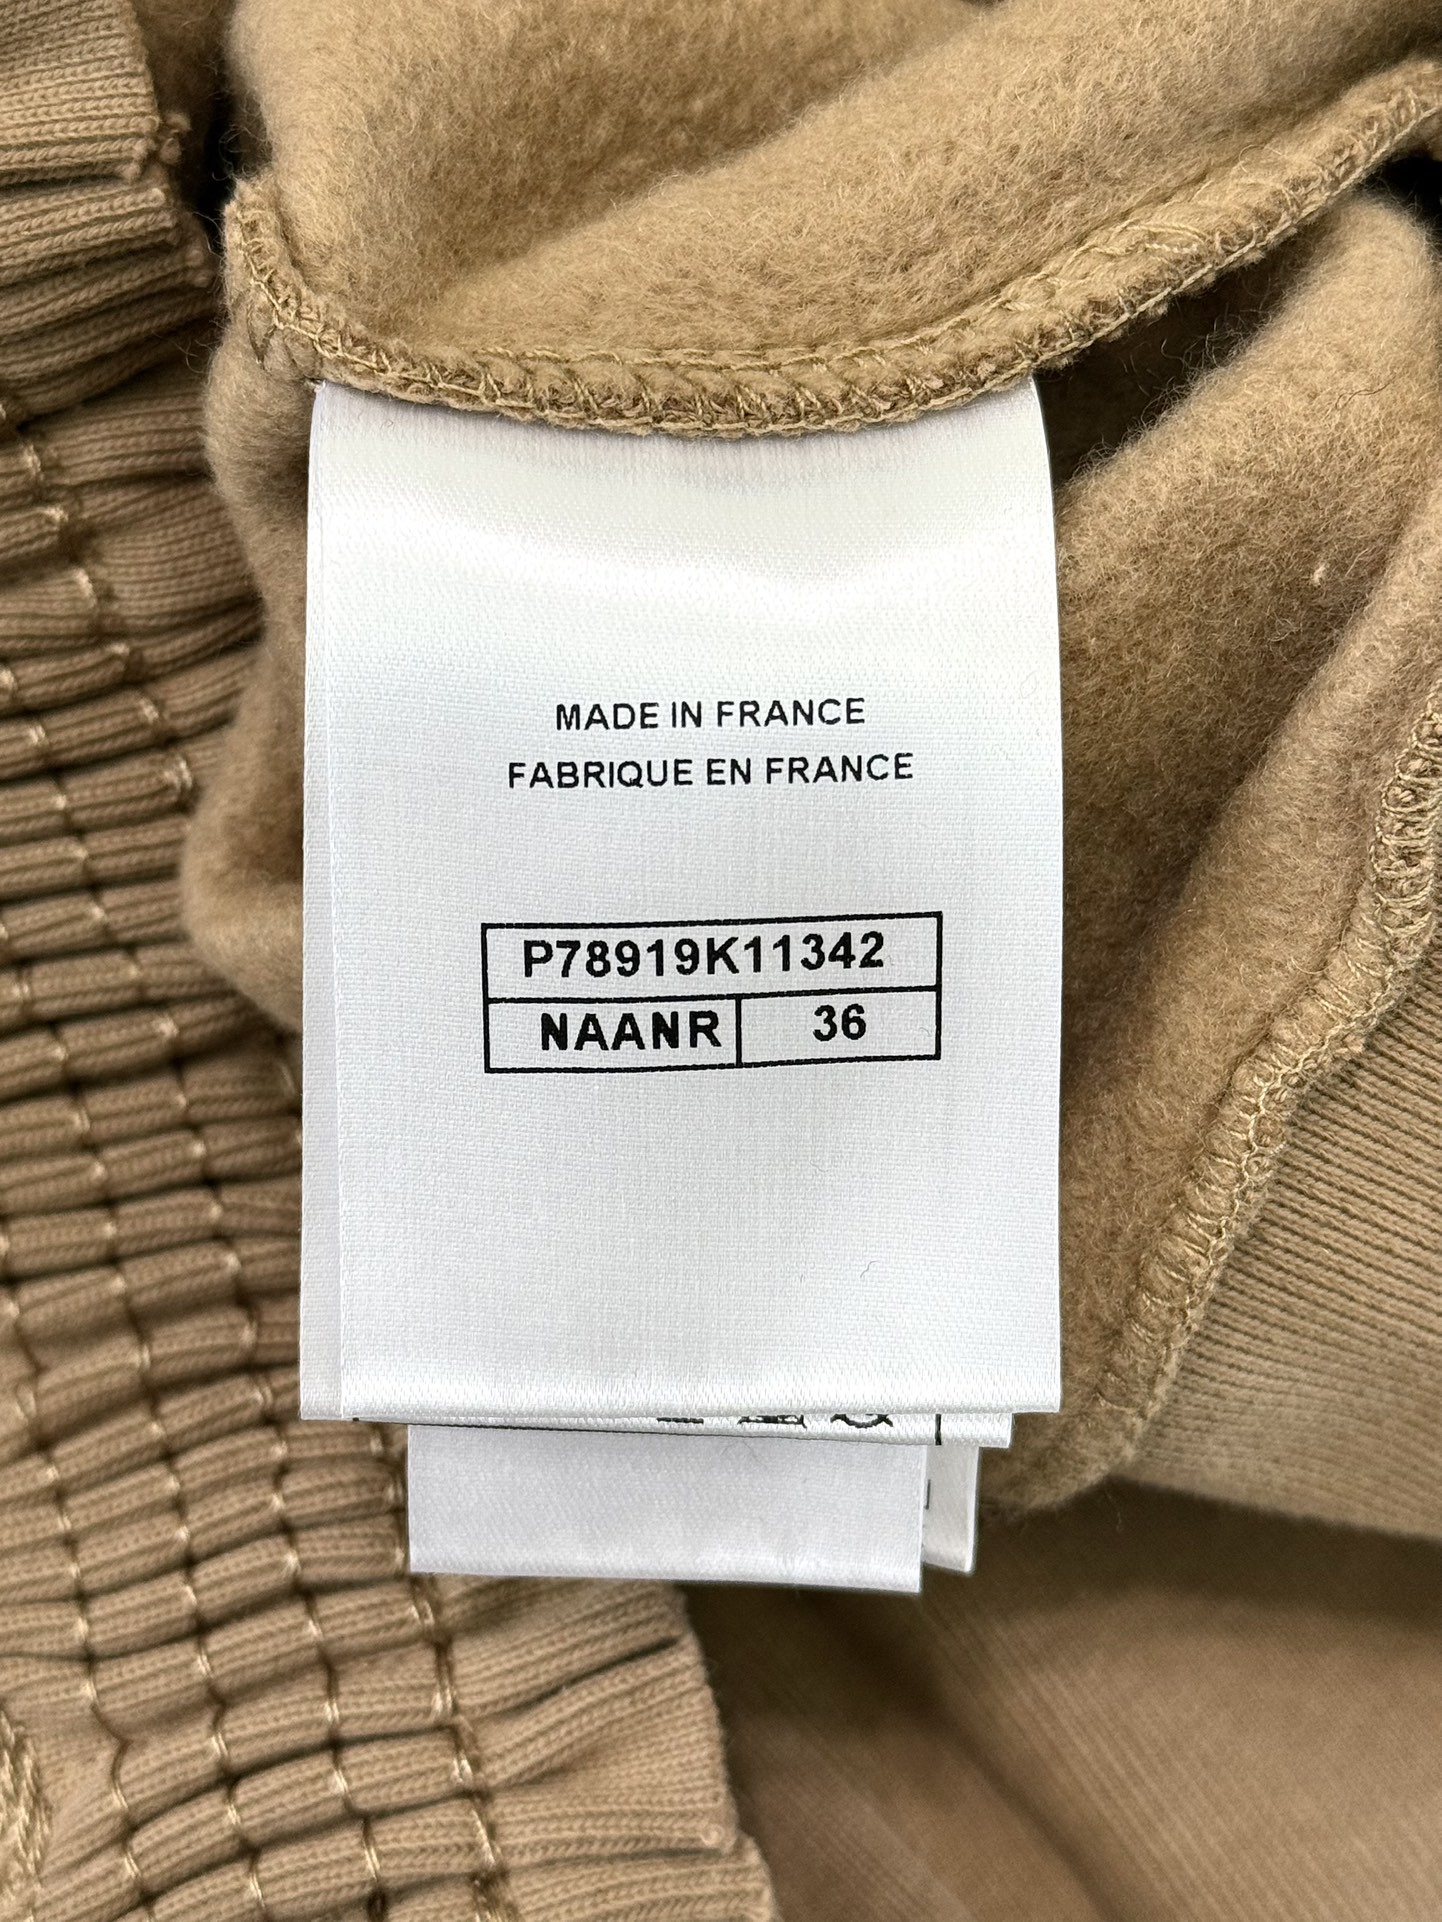 MADE IN FRANCE
FABRIQUE EN FRANCE
P78919K11342
NAANR 36